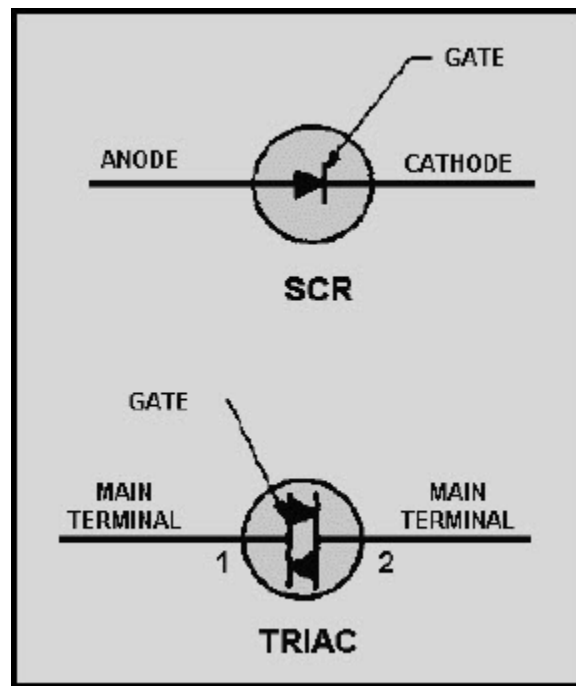 GATE
ANODE
CATHODE
SCR
GATE
MAIN
TERMINAL
MAIN
TERMINAL
1
2
TRIAC